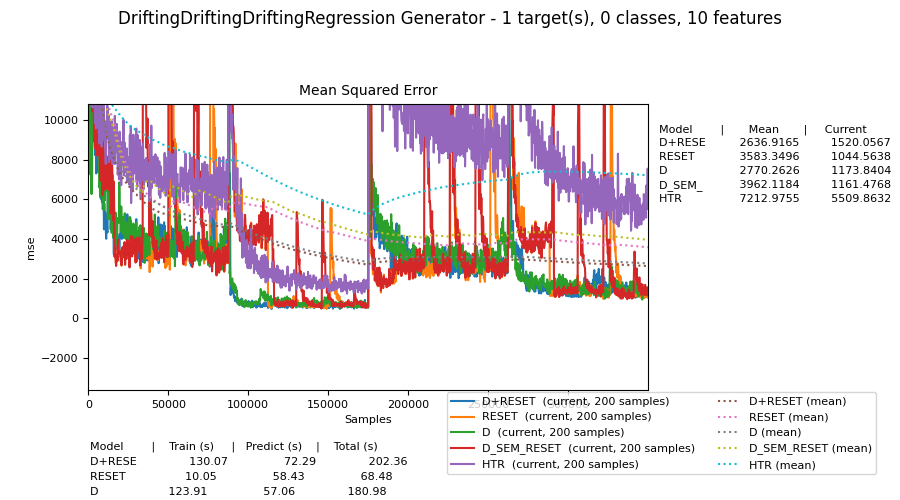 DriftingDriftingDriftingRegression Generator - 1 target(s), 0 classes, 10 features
Mean Squared Error
mse
10000
8000
6000
4000
2000
0
−2000
0 50000 100000 150000 200000
Samples
Model | Mean | Current
D+RESE 2636.9165 1520.0567
RESET 3583.3496 1044.5638
D 2770.2626 1173.8404
D_SEM_ 3962.1184 1161.4768
HTR 7212.9755 5509.8632
D+RESET (current, 200 samples)
RESET (current, 200 samples)
D (current, 200 samples)
D_SEM_RESET (current, 200 samples)
HTR (current, 200 samples)
D+RESET (mean)
RESET (mean)
D (mean)
D_SEM_RESET (mean)
HTR (mean)
Model | Train (s) | Predict (s) | Total (s)
D+RESE 130.07 72.29 202.36
RESET 10.05 58.43 68.48
D 123.91 57.06 180.98